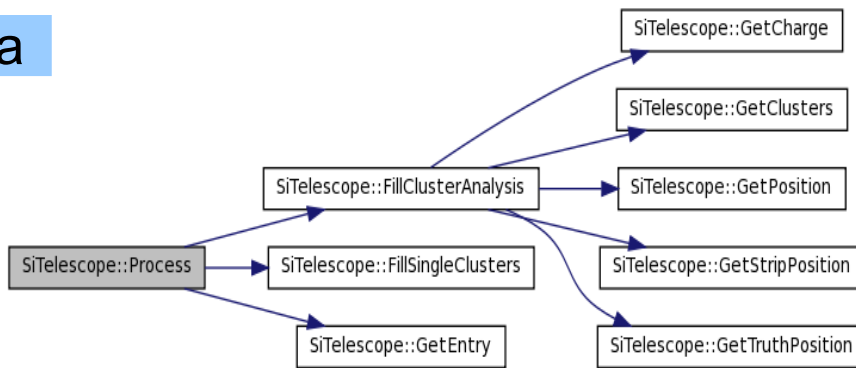 a
SiTelescope::GetCharge
SiTelescope::GetClusters
SiTelescope::FillClusterAnalysis
SiTelescope::GetPosition
SiTelescope::Process
SiTelescope::FillSingleClusters
SiTelescope::GetStripPosition
SiTelescope::GetEntry
SiTelescope::GetTruthPosition